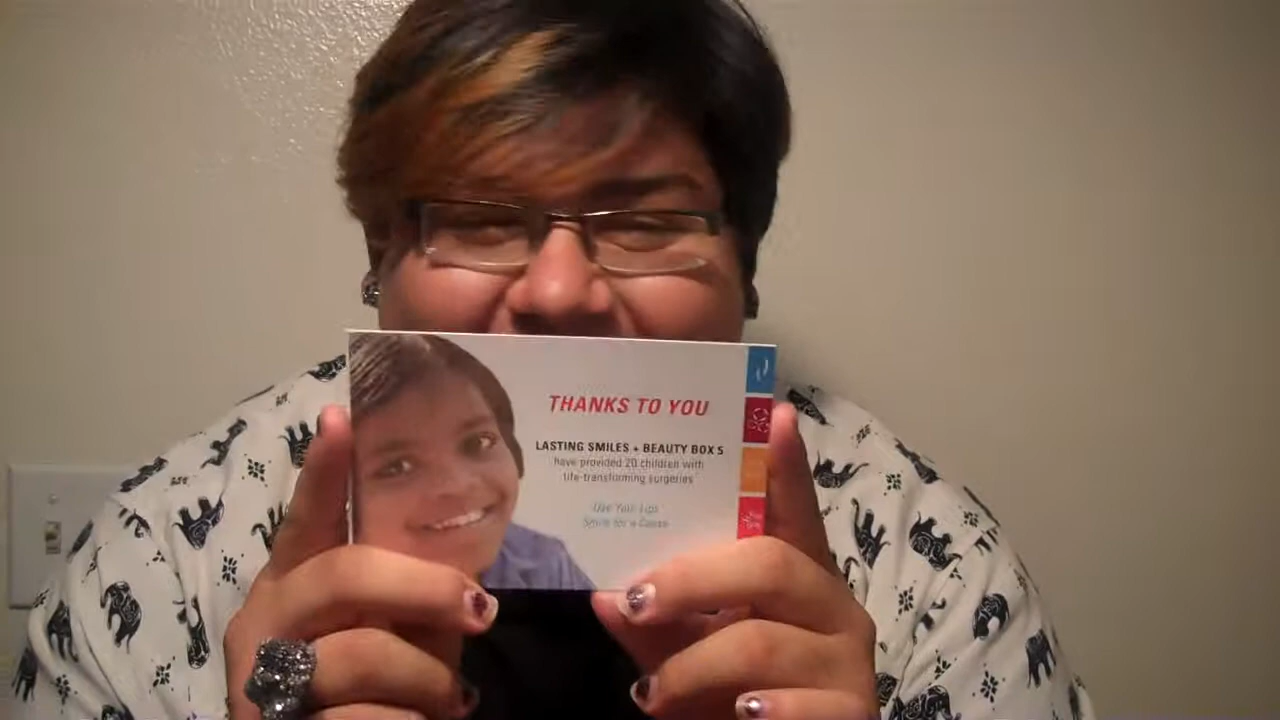 THANKS TO YOU
LASTING SMILES + BEAUTY BOX 5
have provided 20 children with
life-transforming surgeries
Use Your Lips
Smile for a Cause